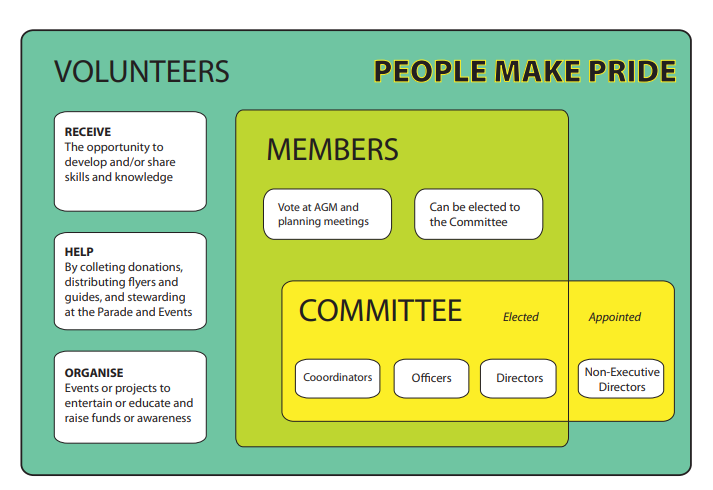 VOLUNTEERS
PEOPLE MAKE PRIDE
RECEIVE
The opportunity to
develop and/or share
skills and knowledge
HELP
By colleting donations,
distributing flyers and
guides, and stewarding
at the Parade and Events
ORGANISE
Events or projects to
entertain or educate and
raise funds or awareness
MEMBERS
Vote at AGM and
planning meetings
Can be elected to
the Committee
COMMITTEE
Elected
Appointed
Cooordinators
Officers
Directors
Non-Executive
Directors